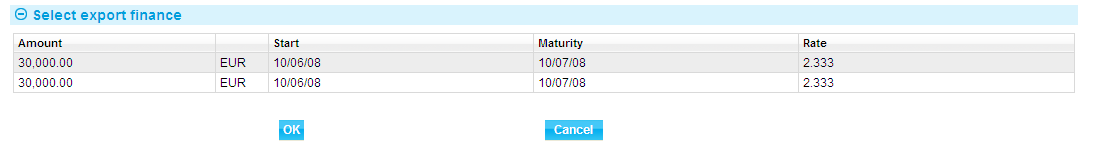 Select export finance
Amount Start Maturity Rate
30,000.00 EUR 10/06/08 10/07/08 2.333
30,000.00 EUR 10/06/08 10/07/08 2.333
OK Cancel